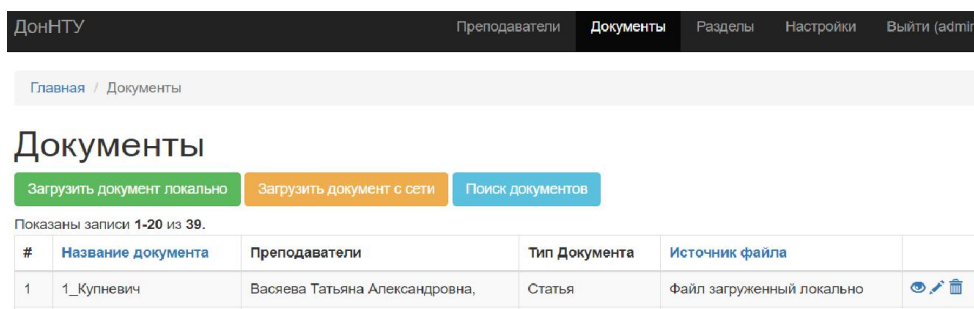 ДонНТУ Преподаватели Документы Разделы Настройки Выйти (admin
Главная / Документы
Документы
Загрузить документ локально Загрузить документ с сети Поиск документов
Показаны записи 1-20 из 39.
# Название документа Преподаватели Тип Документа Источник файла
1 1_Купневич Васяева Татьяна Александровна, Статья Файл загруженный локально